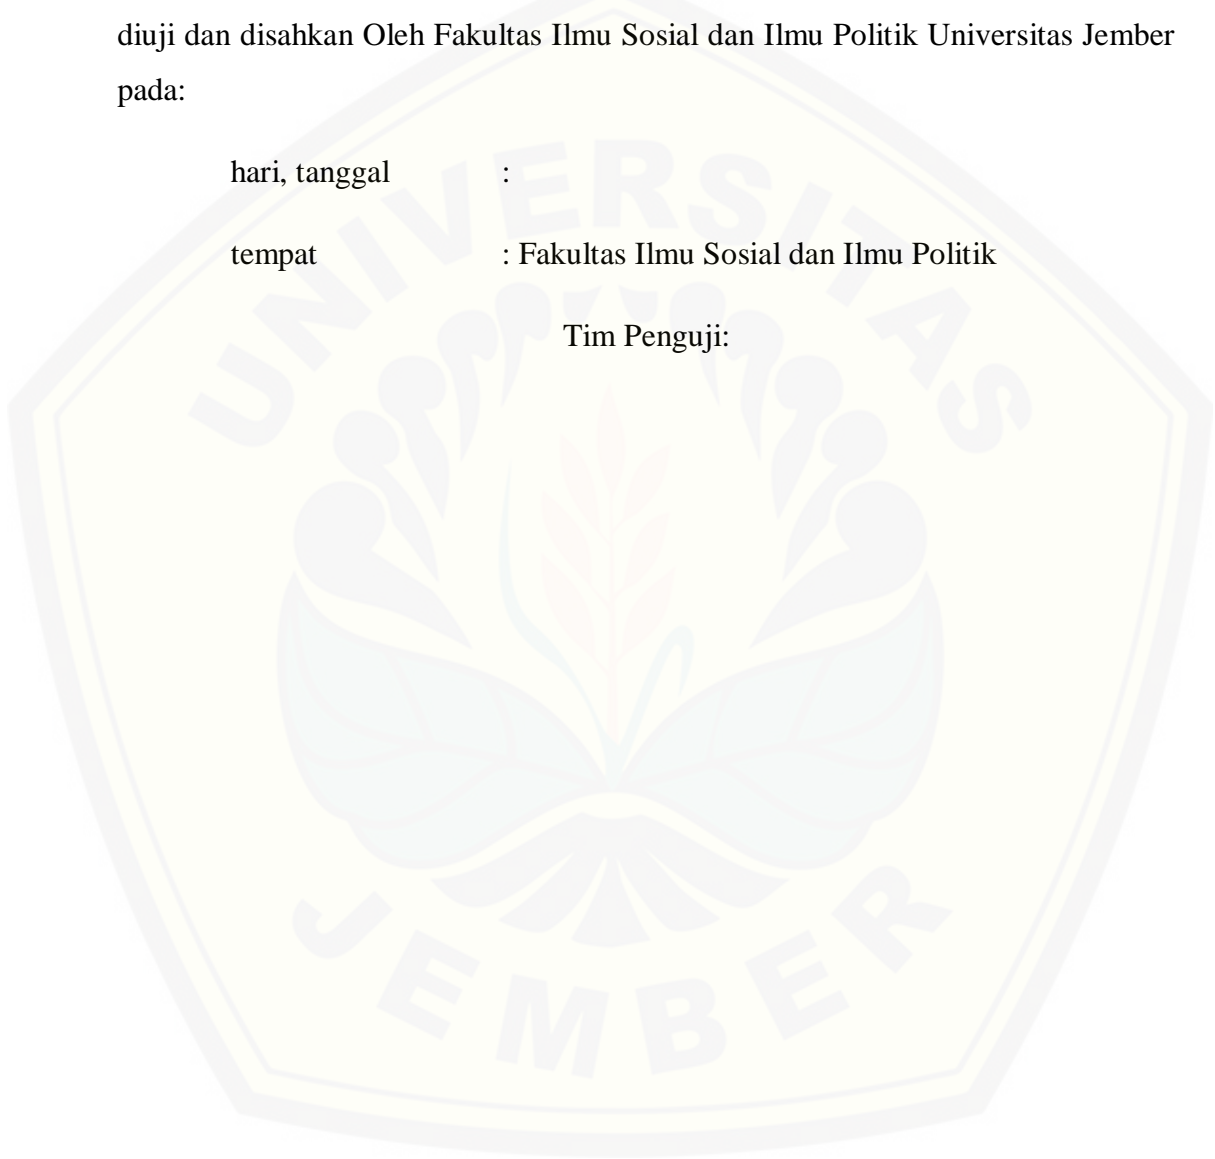 diuji dan disahkan Oleh Fakultas Ilmu Sosial dan Ilmu Politik Universitas Jember
pada:
hari, tanggal :
tempat : Fakultas Ilmu Sosial dan Ilmu Politik
Tim Penguji:
UNIVERSITAS
JEMBER